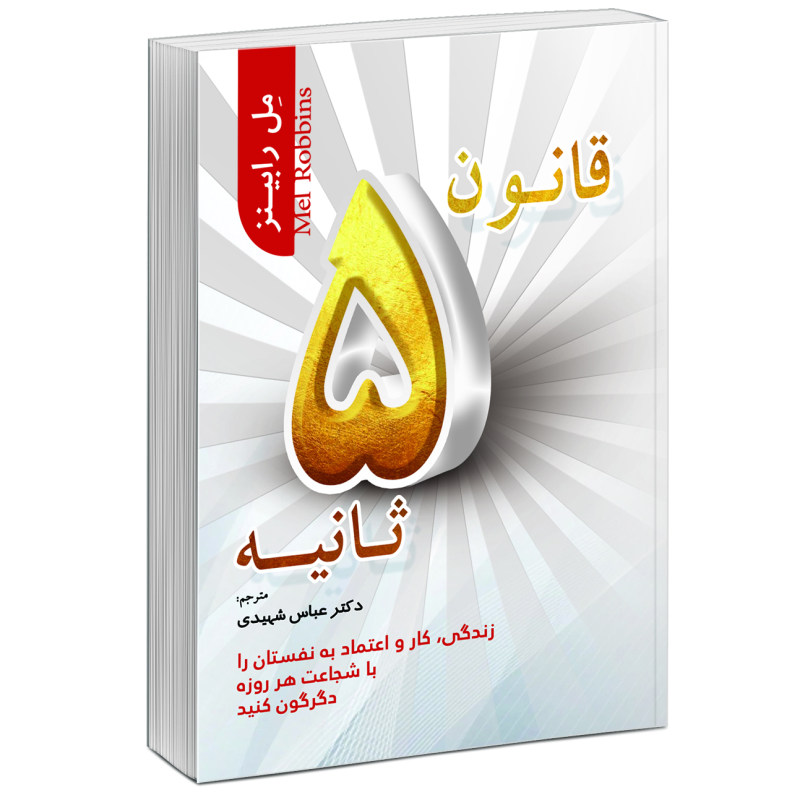 مِل رابینز
Mel Robbins
قانون
۵
ثانیه
مترجم:
دکتر عباس شهیدی
زندگی، کار و اعتماد به نفستان را
با شجاعت هر روزه
دگرگون کنید